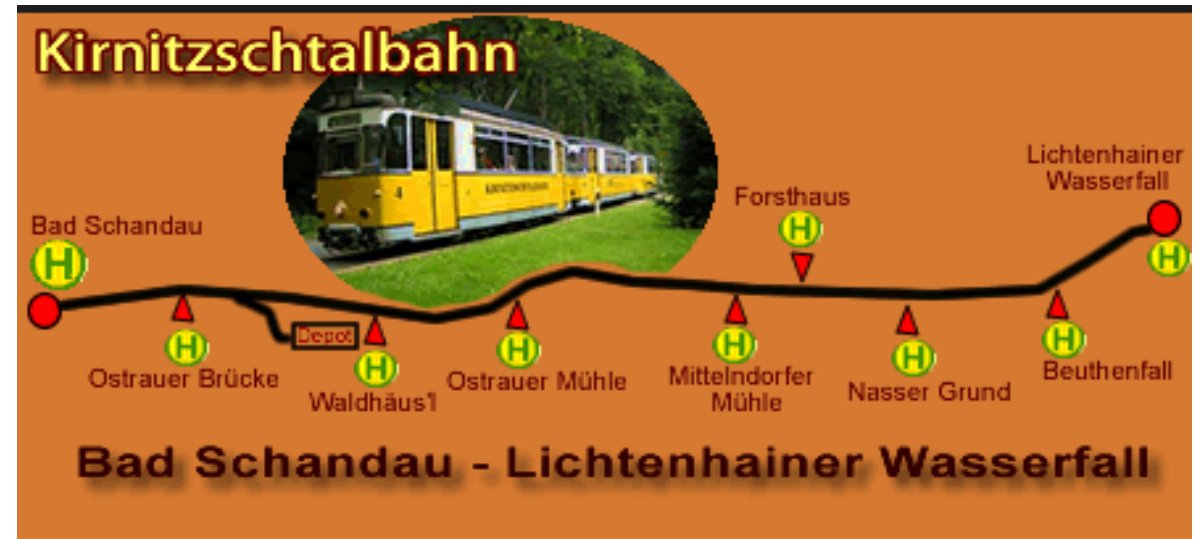 Kirnitzschtalbahn
Lichtenhainer
Wasserfall
Forsthaus
Bad Schandau
H
H
H
Depot
H
H
H
H
H
H
Ostrauer Brücke
Waldhäus'l
Ostrauer Mühle
Mittelndorfer
Mühle
Nasser Grund
Beuthenfall
Bad Schandau - Lichtenhainer Wasserfall